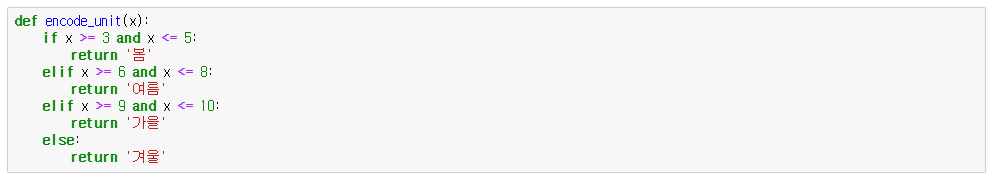 def encode_unit(x):
    if x >= 3 and x <= 5:
        return '봄'
    elif x >= 6 and x <= 8:
        return '여름'
    elif x >= 9 and x <= 10:
        return '가을'
    else:
        return '겨울'